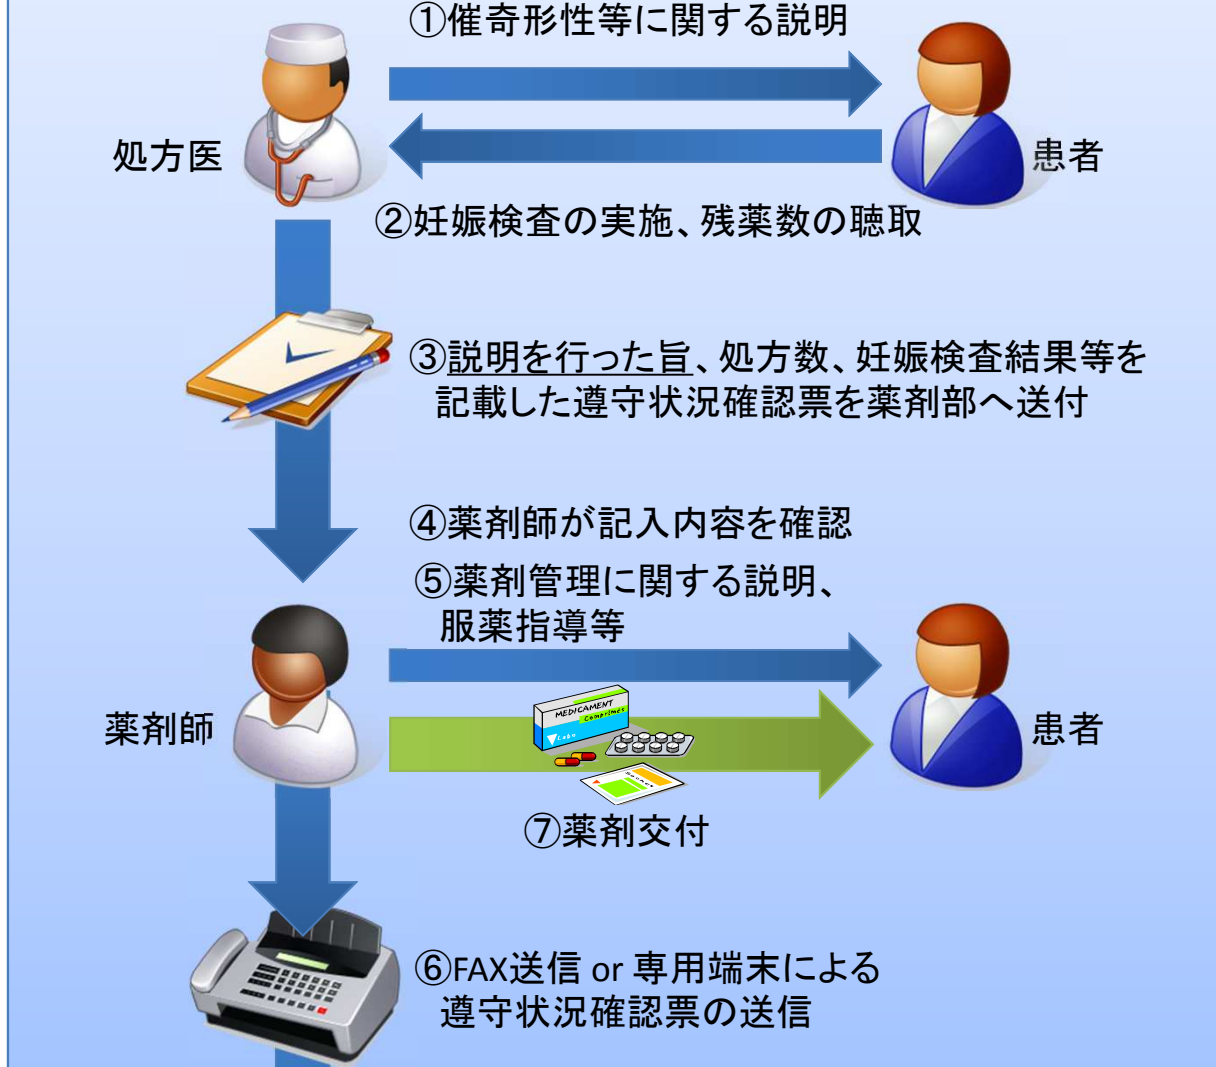 ①催奇形性等に関する説明
処方医
患者
②妊娠検査の実施、残薬数の聴取
③説明を行った旨、処方数、妊娠検査結果等を
記載した遵守状況確認票を薬剤部へ送付
④薬剤師が記入内容を確認
⑤薬剤管理に関する説明、
服薬指導等
薬剤師
MEDICAMENT
Comprimes
Labo
患者
⑦薬剤交付
⑥FAX送信 or 専用端末による
遵守状況確認票の送信